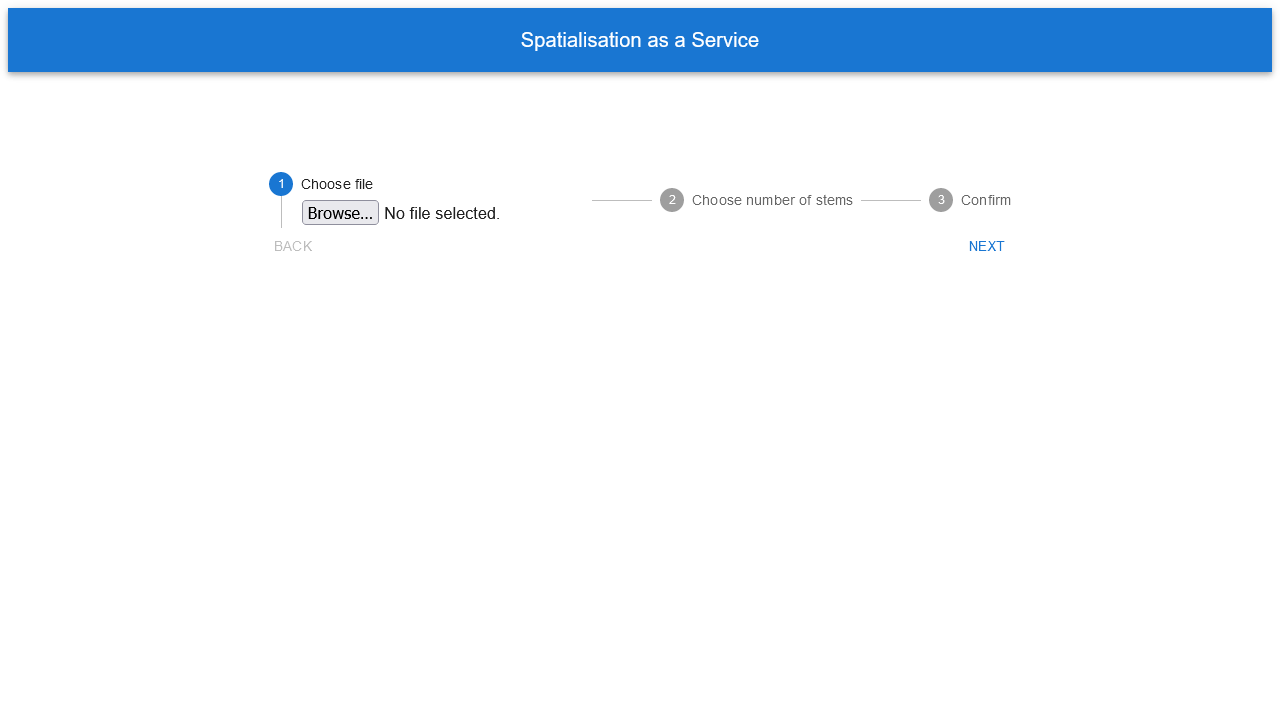 Spatialisation as a Service
1 Choose file
Browse... No file selected.
2 Choose number of stems
3 Confirm
BACK
NEXT